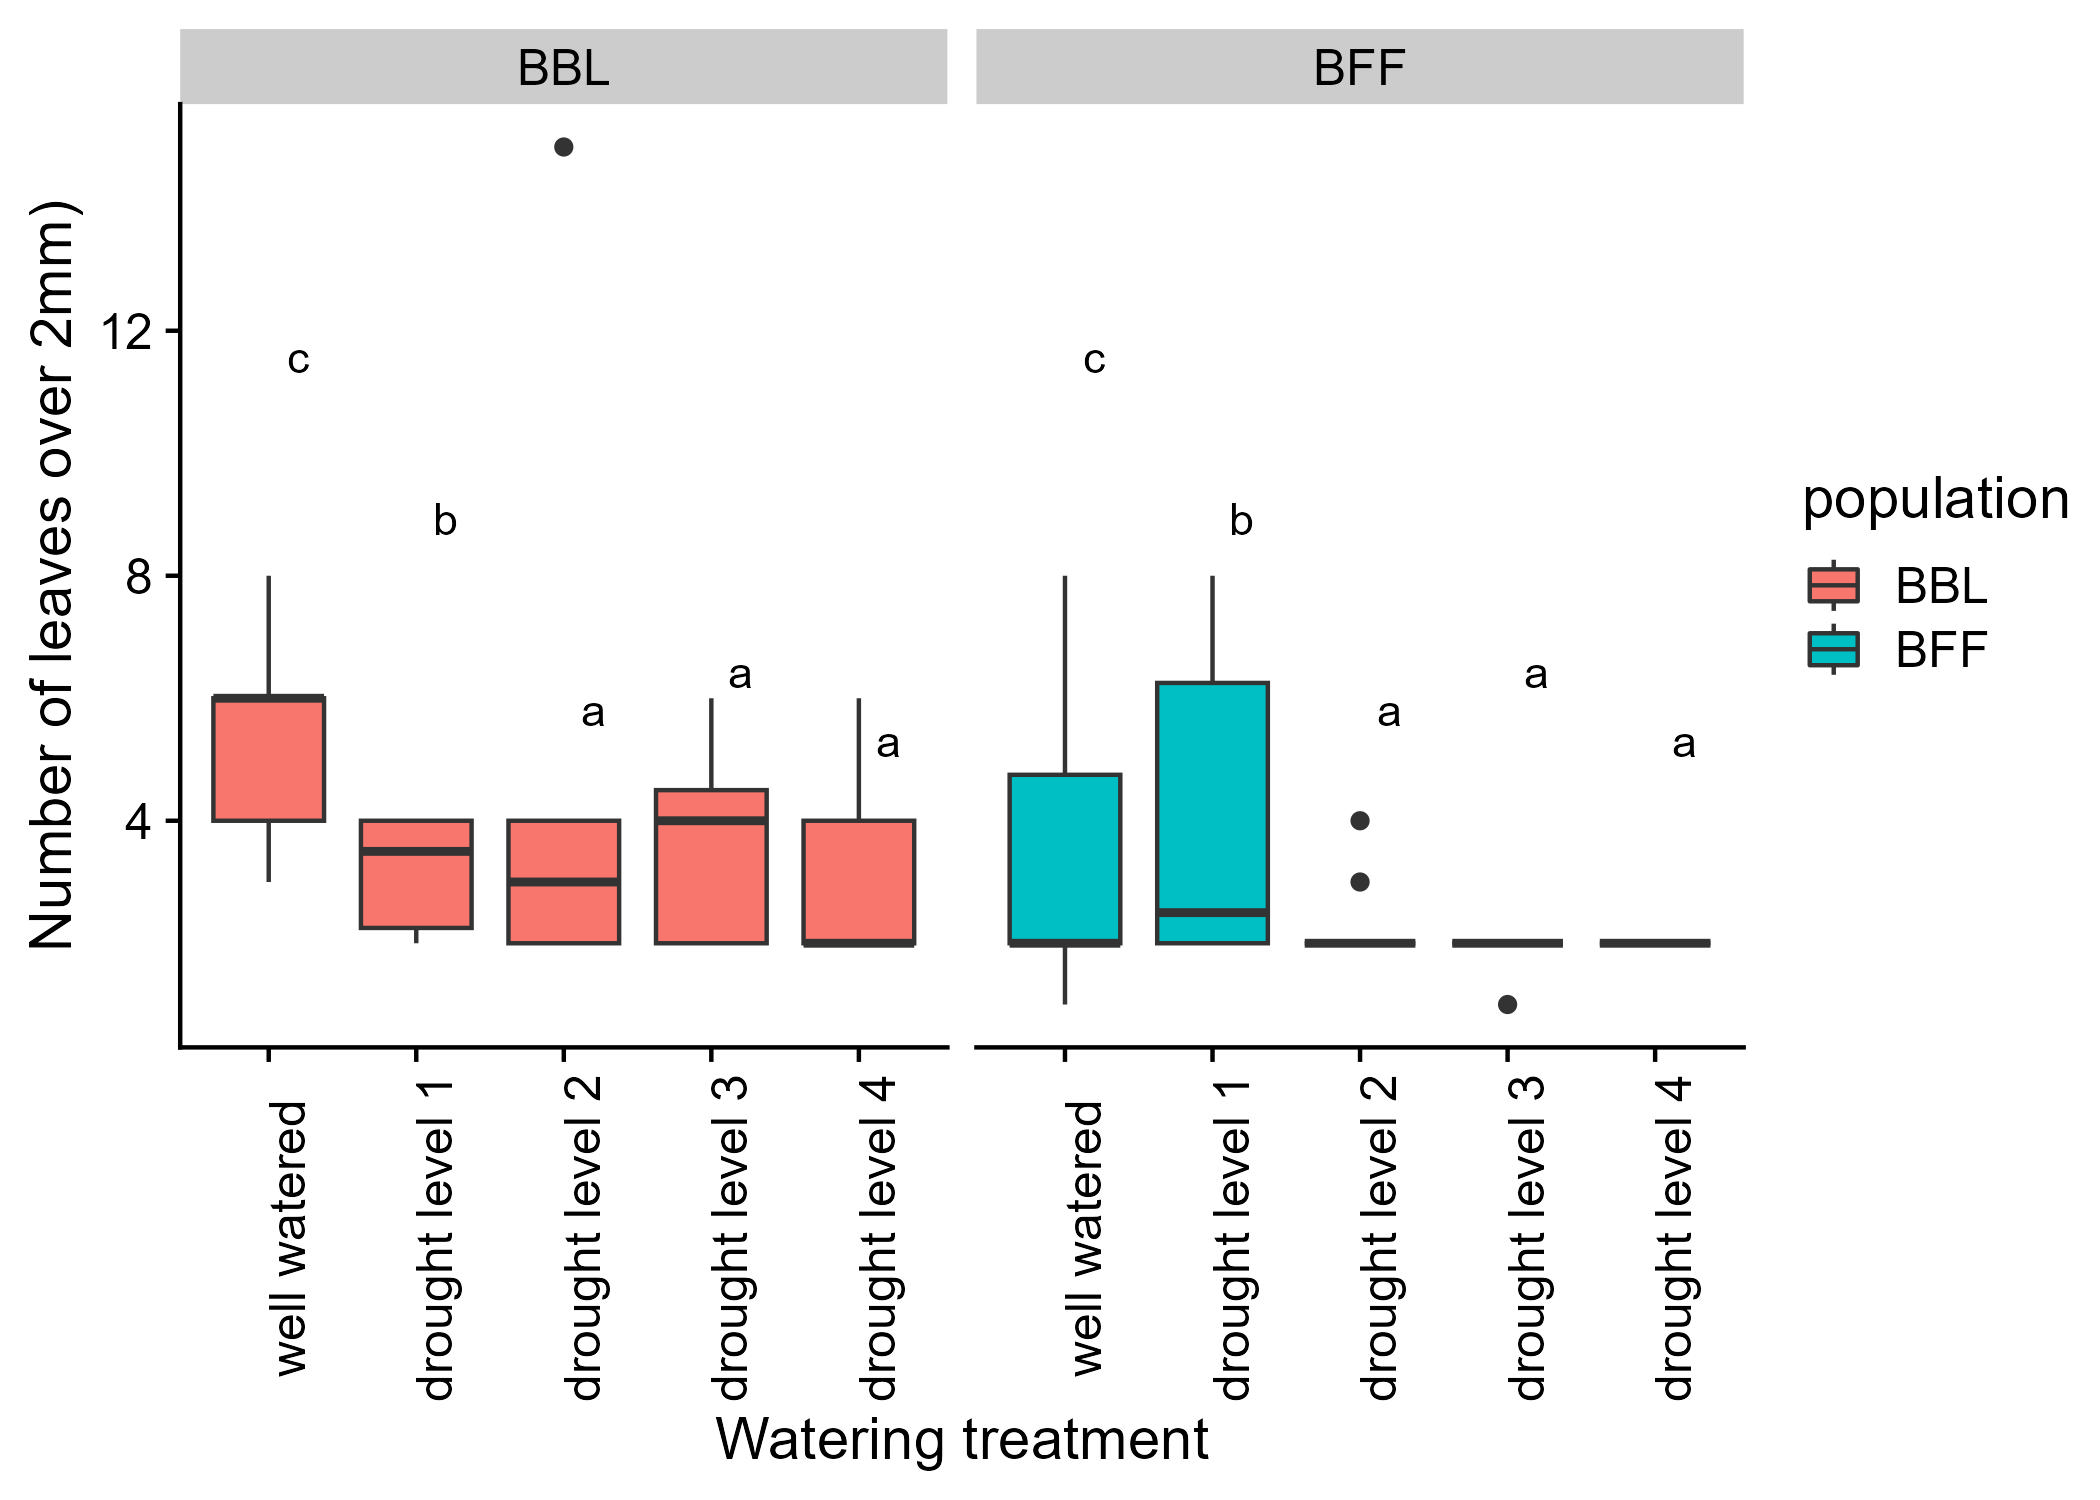 BBL
BFF
Number of leaves over 2mm)
12
8
4
c
b
a
a
a
c
b
a
a
a
well watered
drought level 1
drought level 2
drought level 3
drought level 4
well watered
drought level 1
drought level 2
drought level 3
drought level 4
Watering treatment
population
BBL
BFF